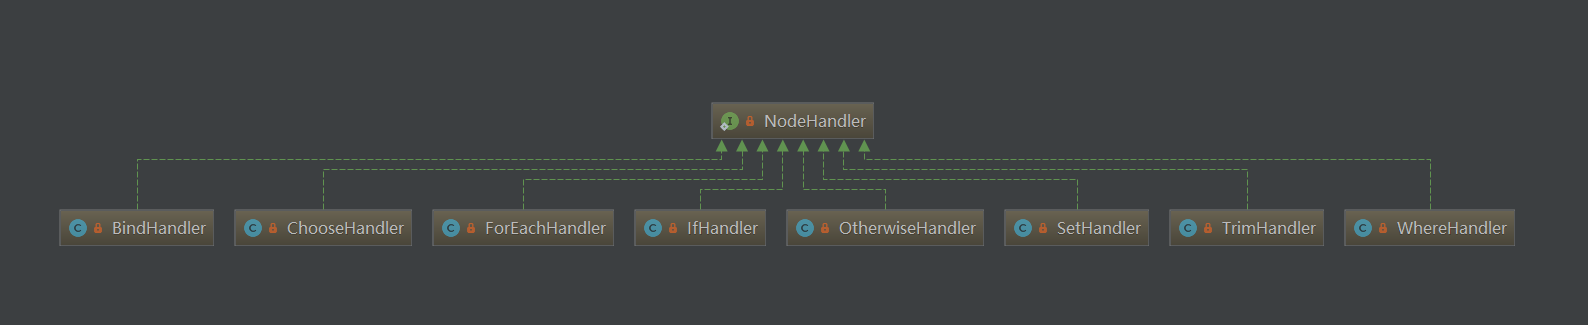 I NodeHandler
C BindHandler
C ChooseHandler
C ForEachHandler
C IfHandler
C OtherwiseHandler
C SetHandler
C TrimHandler
C WhereHandler